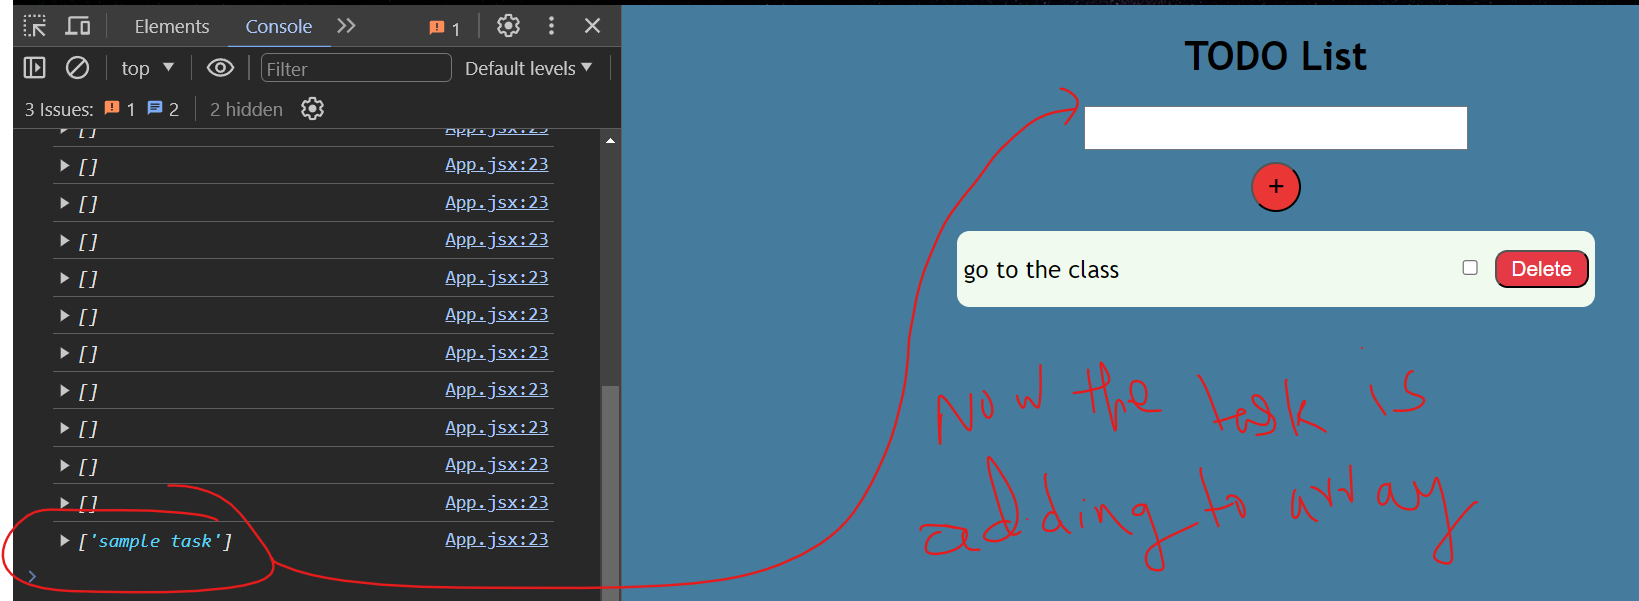 Elements Console 1
top Filter Default levels
3 Issues: 1 2 2 hidden
[] App.jsx:23
[] App.jsx:23
[] App.jsx:23
[] App.jsx:23
[] App.jsx:23
[] App.jsx:23
[] App.jsx:23
[] App.jsx:23
[] App.jsx:23
[] App.jsx:23
[] App.jsx:23
['sample task'] App.jsx:23
TODO List
+
go to the class Delete
Now the task is
adding to array